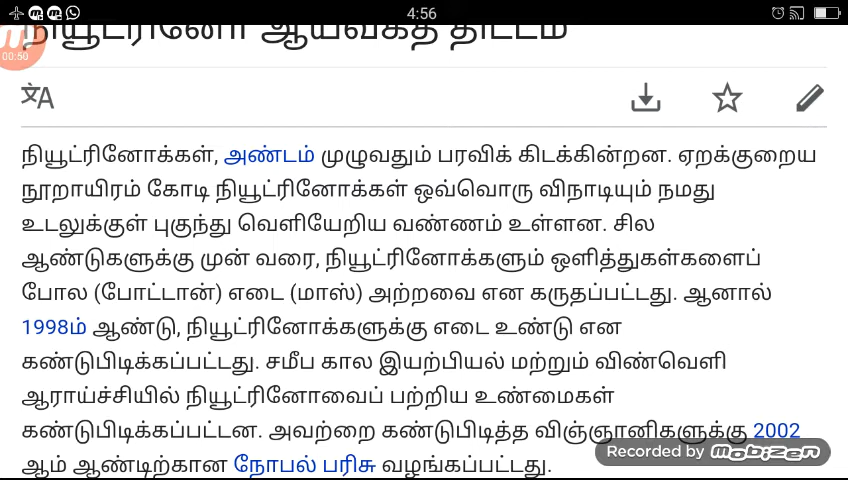 4:56
நியூட்ரினோ ஆய்வகத் திட்டம்
00:50
நியூட்ரினோக்கள், அண்டம் முழுவதும் பரவிக் கிடக்கின்றன. ஏறக்குறைய
நூறாயிரம் கோடி நியூட்ரினோக்கள் ஒவ்வொரு விநாடியும் நமது
உடலுக்குள் புகுந்து வெளியேறிய வண்ணம் உள்ளன. சில
ஆண்டுகளுக்கு முன் வரை, நியூட்ரினோக்களும் ஒளித்துகள்களைப்
போல (போட்டான்) எடை (மாஸ்) அற்றவை என கருதப்பட்டது. ஆனால்
1998ம் ஆண்டு, நியூட்ரினோக்களுக்கு எடை உண்டு என
கண்டுபிடிக்கப்பட்டது. சமீப கால இயற்பியல் மற்றும் விண்வெளி
ஆராய்ச்சியில் நியூட்ரினோவைப் பற்றிய உண்மைகள்
கண்டுபிடிக்கப்பட்டன. அவற்றை கண்டுபிடித்த விஞ்ஞானிகளுக்கு 2002
ஆம் ஆண்டிற்கான நோபல் பரிசு வழங்கப்பட்டது.
Recorded by mobizen